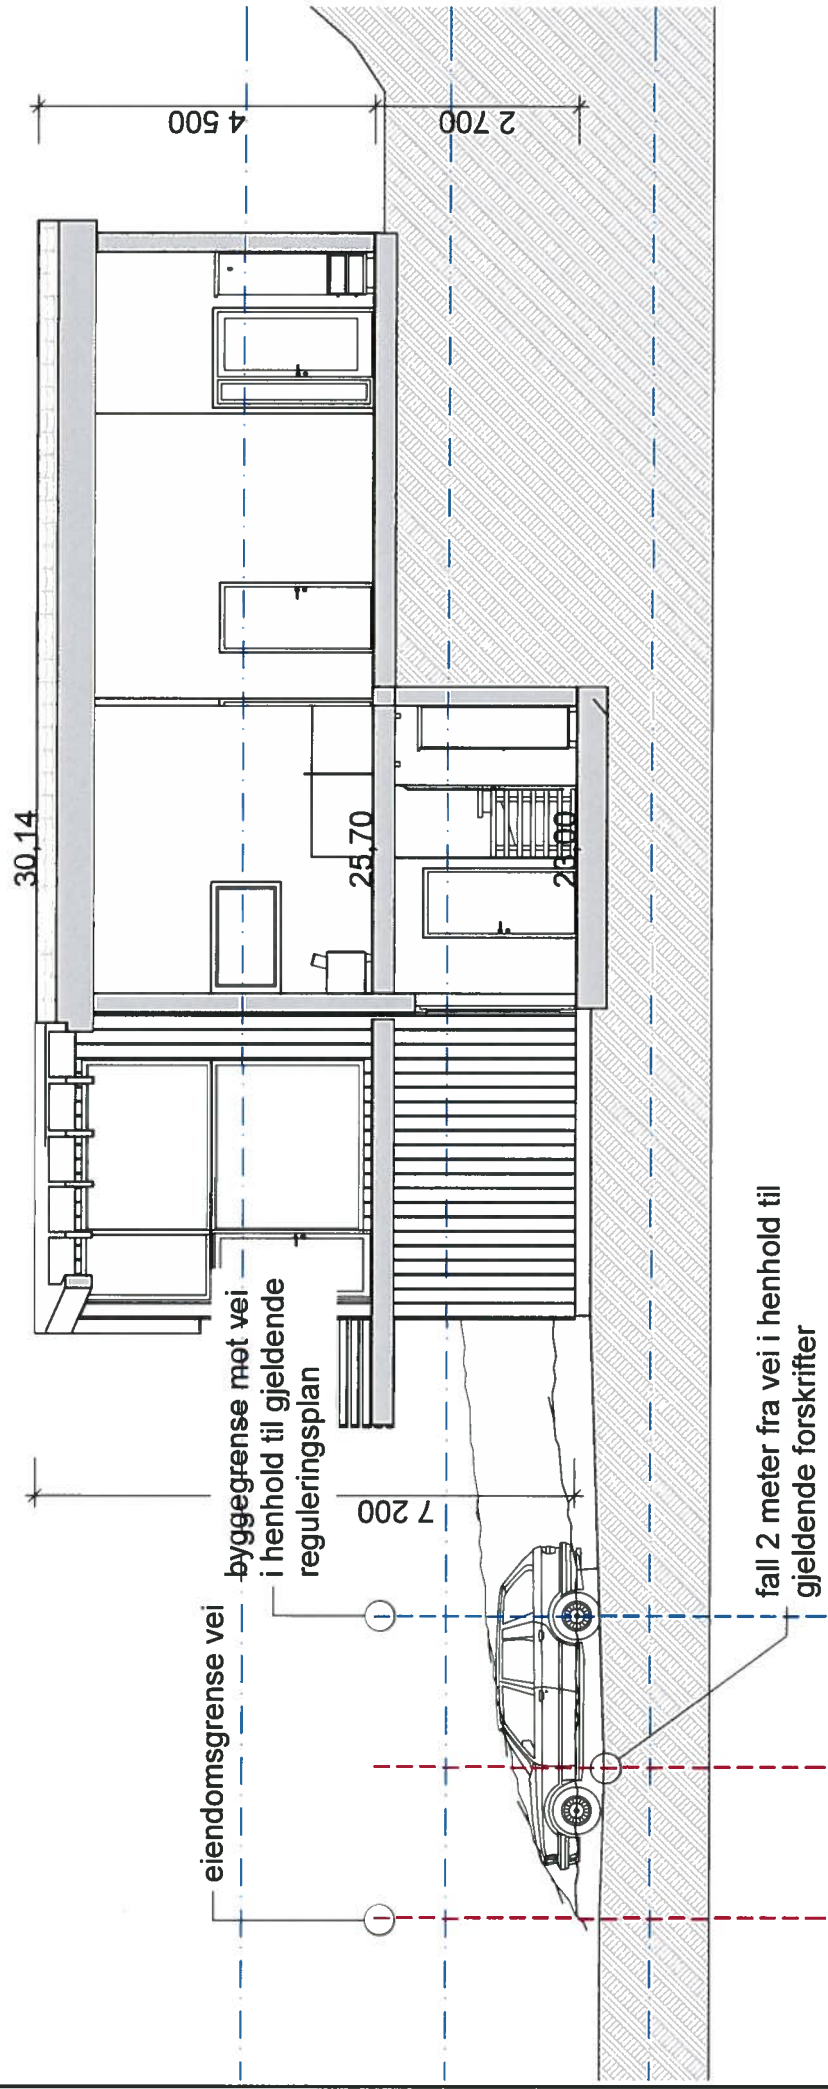 eiendomsgrense vei
byggegrense mot vei
i henhold til gjeldende
reguleringsplan
7 200
30,14
25,70
23,00
4 500
2 700
fall 2 meter fra vei i henhold til
gjeldende forskrifter